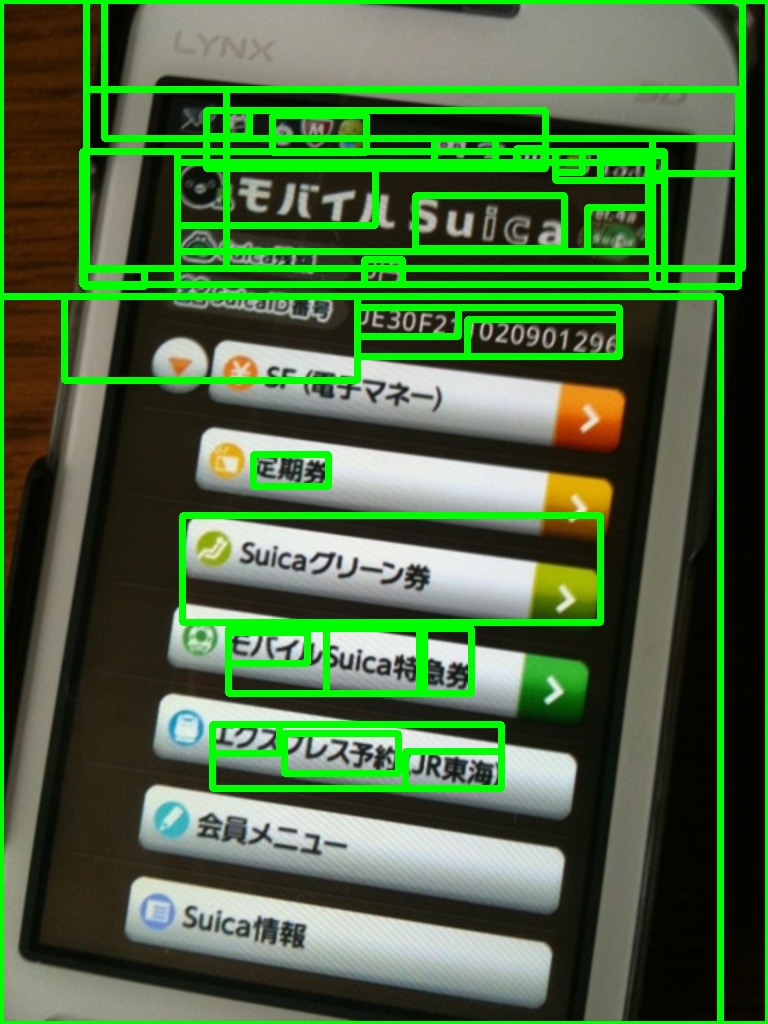 LYNX
3D
モバイルSuica
SuicaID番号
JE30F21 1020901296
SF (電子マネー)
定期券
Suicaグリーン券
モバイルSuica特急券
エクスプレス予約 (JR東海)
会員メニュー
Suica情報